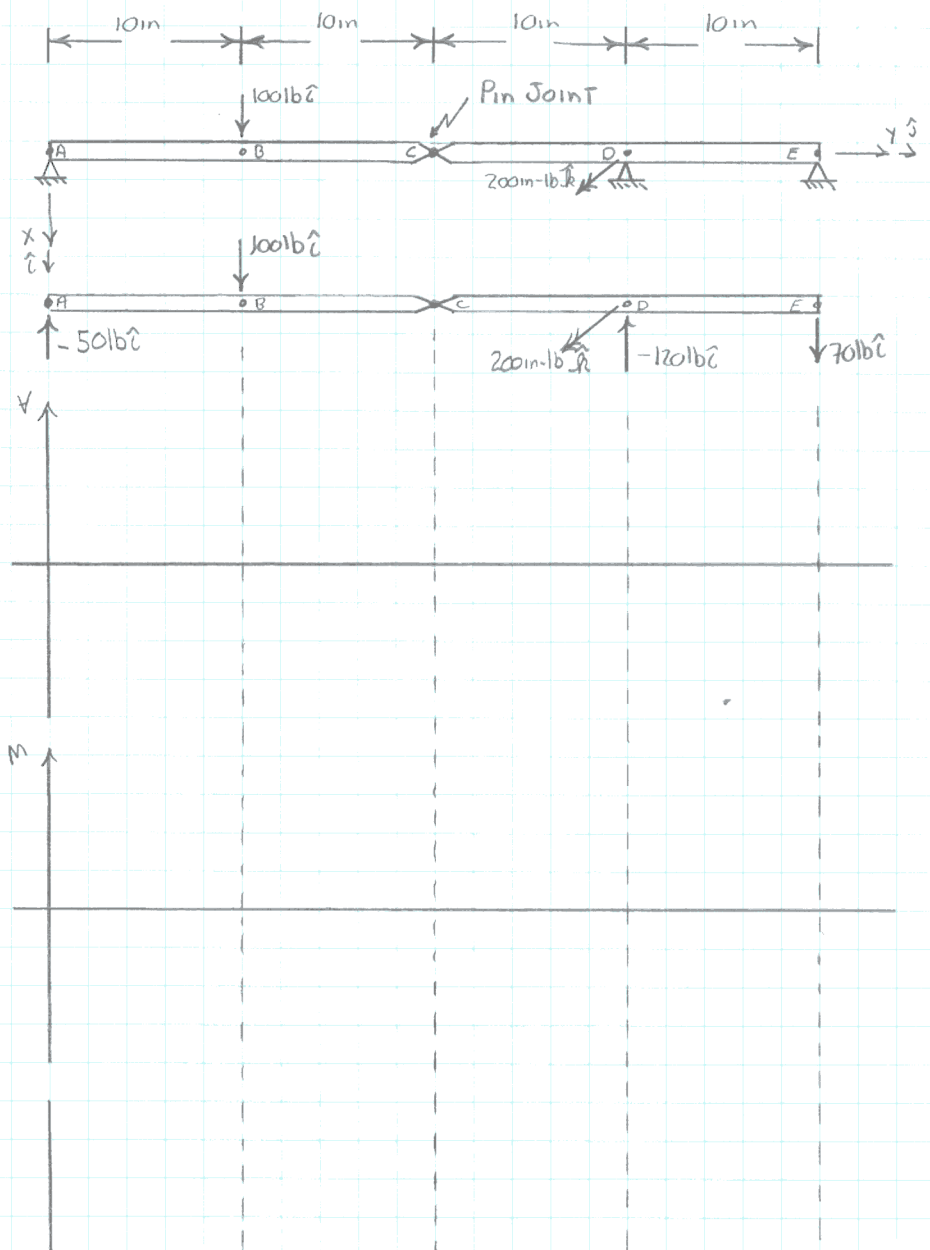 10in 10in 10in 10in
100lb î
Pin Joint
A B C D E y ĵ
200in-lb k̂
x
î
100lb î
A B C D E
-50lb î 200in-lb k̂ -120lb î 70lb î
V
M